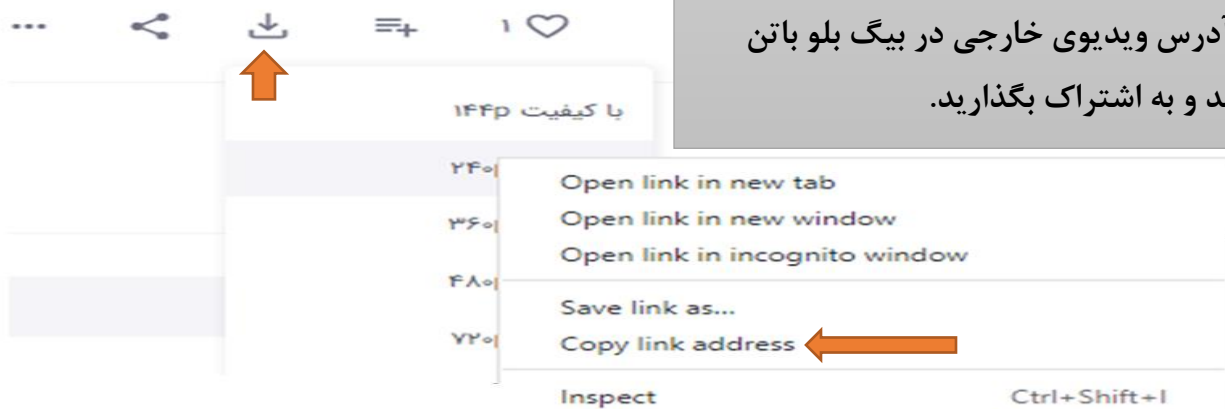 آدرس ویدیوی خارجی در بیگ بلو باتن
و به اشتراک بگذارید.
۱
با کیفیت ۱۴۴p
۲۴۰
۳۶۰
۴۸۰
۷۲۰
Open link in new tab
Open link in new window
Open link in incognito window
Save link as...
Copy link address
Inspect Ctrl+Shift+I